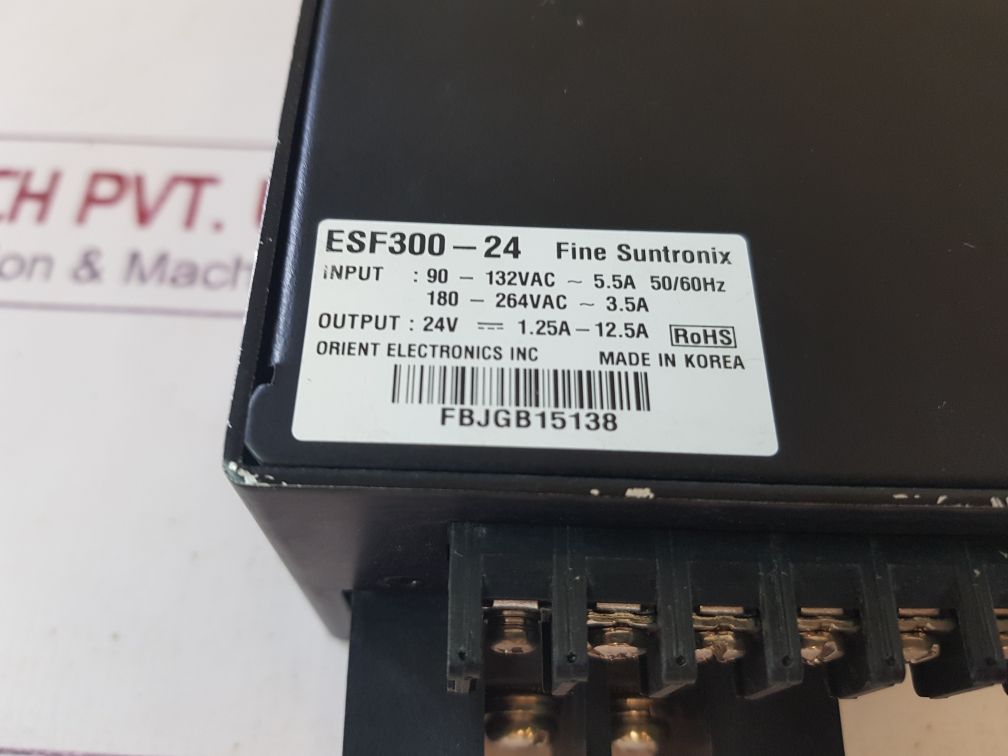 CH PVT.
on & Mach
ESF300-24 Fine Suntronix
INPUT : 90 - 132VAC ~ 5.5A 50/60Hz
180 - 264VAC ~ 3.5A
OUTPUT : 24V ⎓ 1.25A-12.5A RoHS
ORIENT ELECTRONICS INC MADE IN KOREA
FBJGB15138